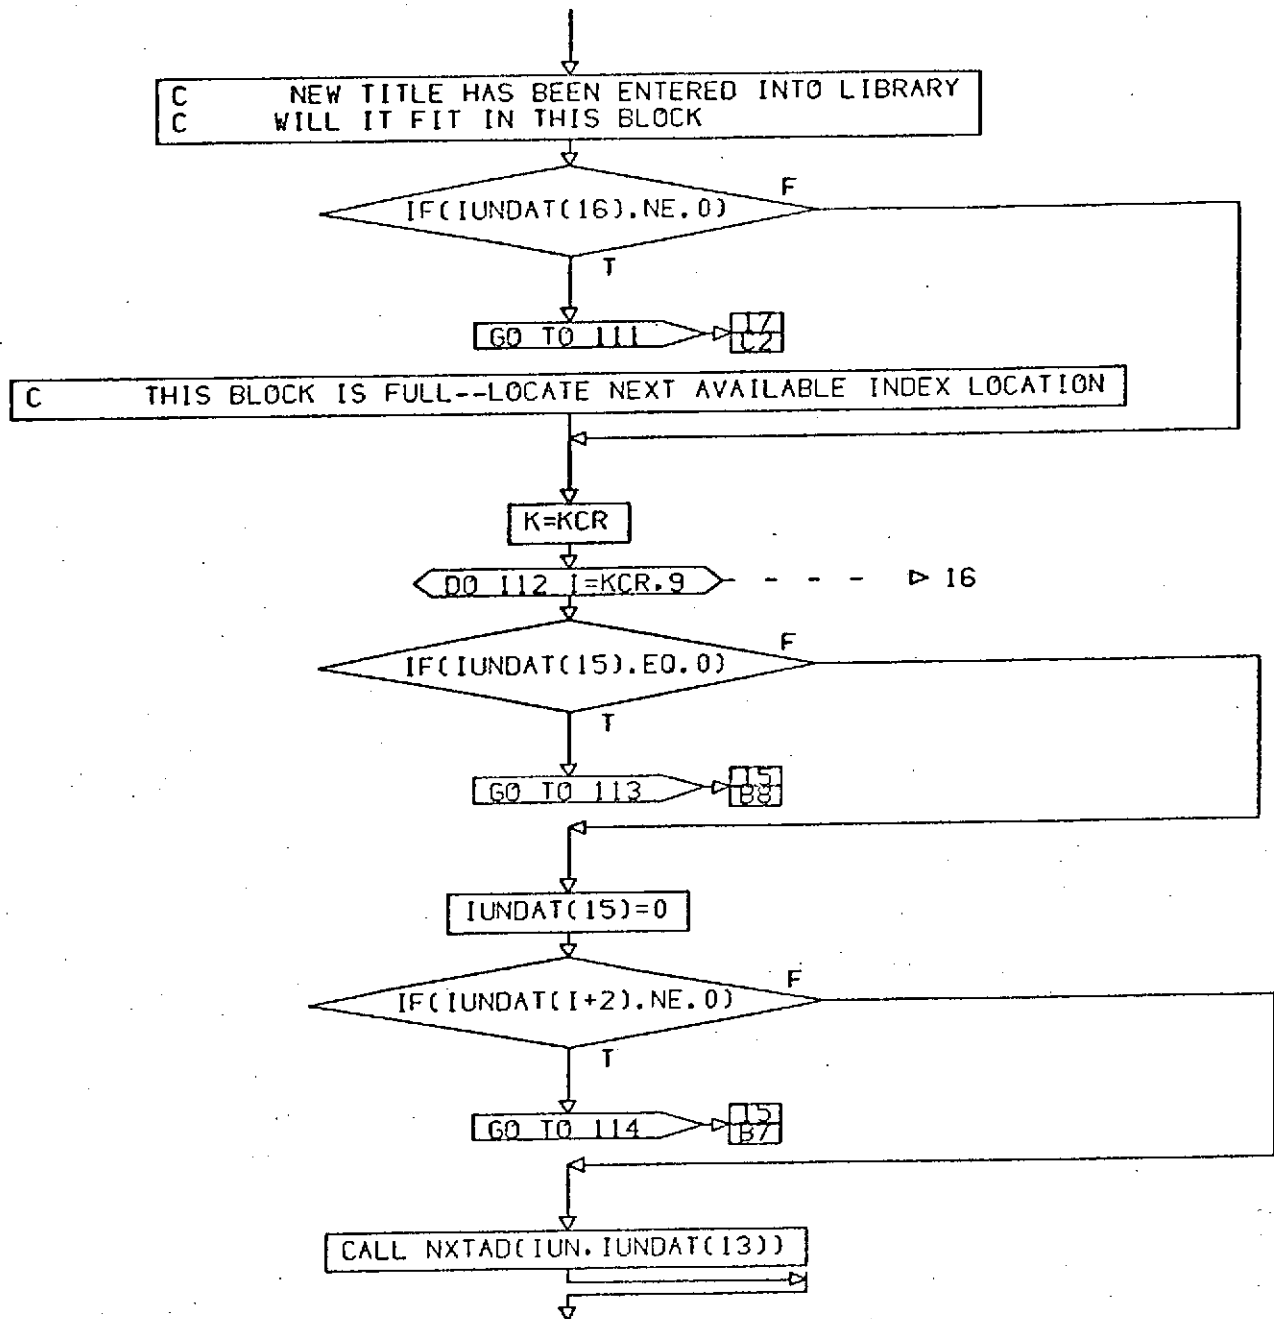 C NEW TITLE HAS BEEN ENTERED INTO LIBRARY
C WILL IT FIT IN THIS BLOCK
F
IF(IUNDAT(16).NE.0)
T
GO TO 111
17
C2
C THIS BLOCK IS FULL--LOCATE NEXT AVAILABLE INDEX LOCATION
K=KCR
DO 112 I=KCR.9 - - - - 16
F
IF(IUNDAT(15).EQ.0)
T
GO TO 113
15
B8
IUNDAT(15)=0
F
IF(IUNDAT(I+2).NE.0)
T
GO TO 114
15
B7
CALL NXTAD(IUN.IUNDAT(13))